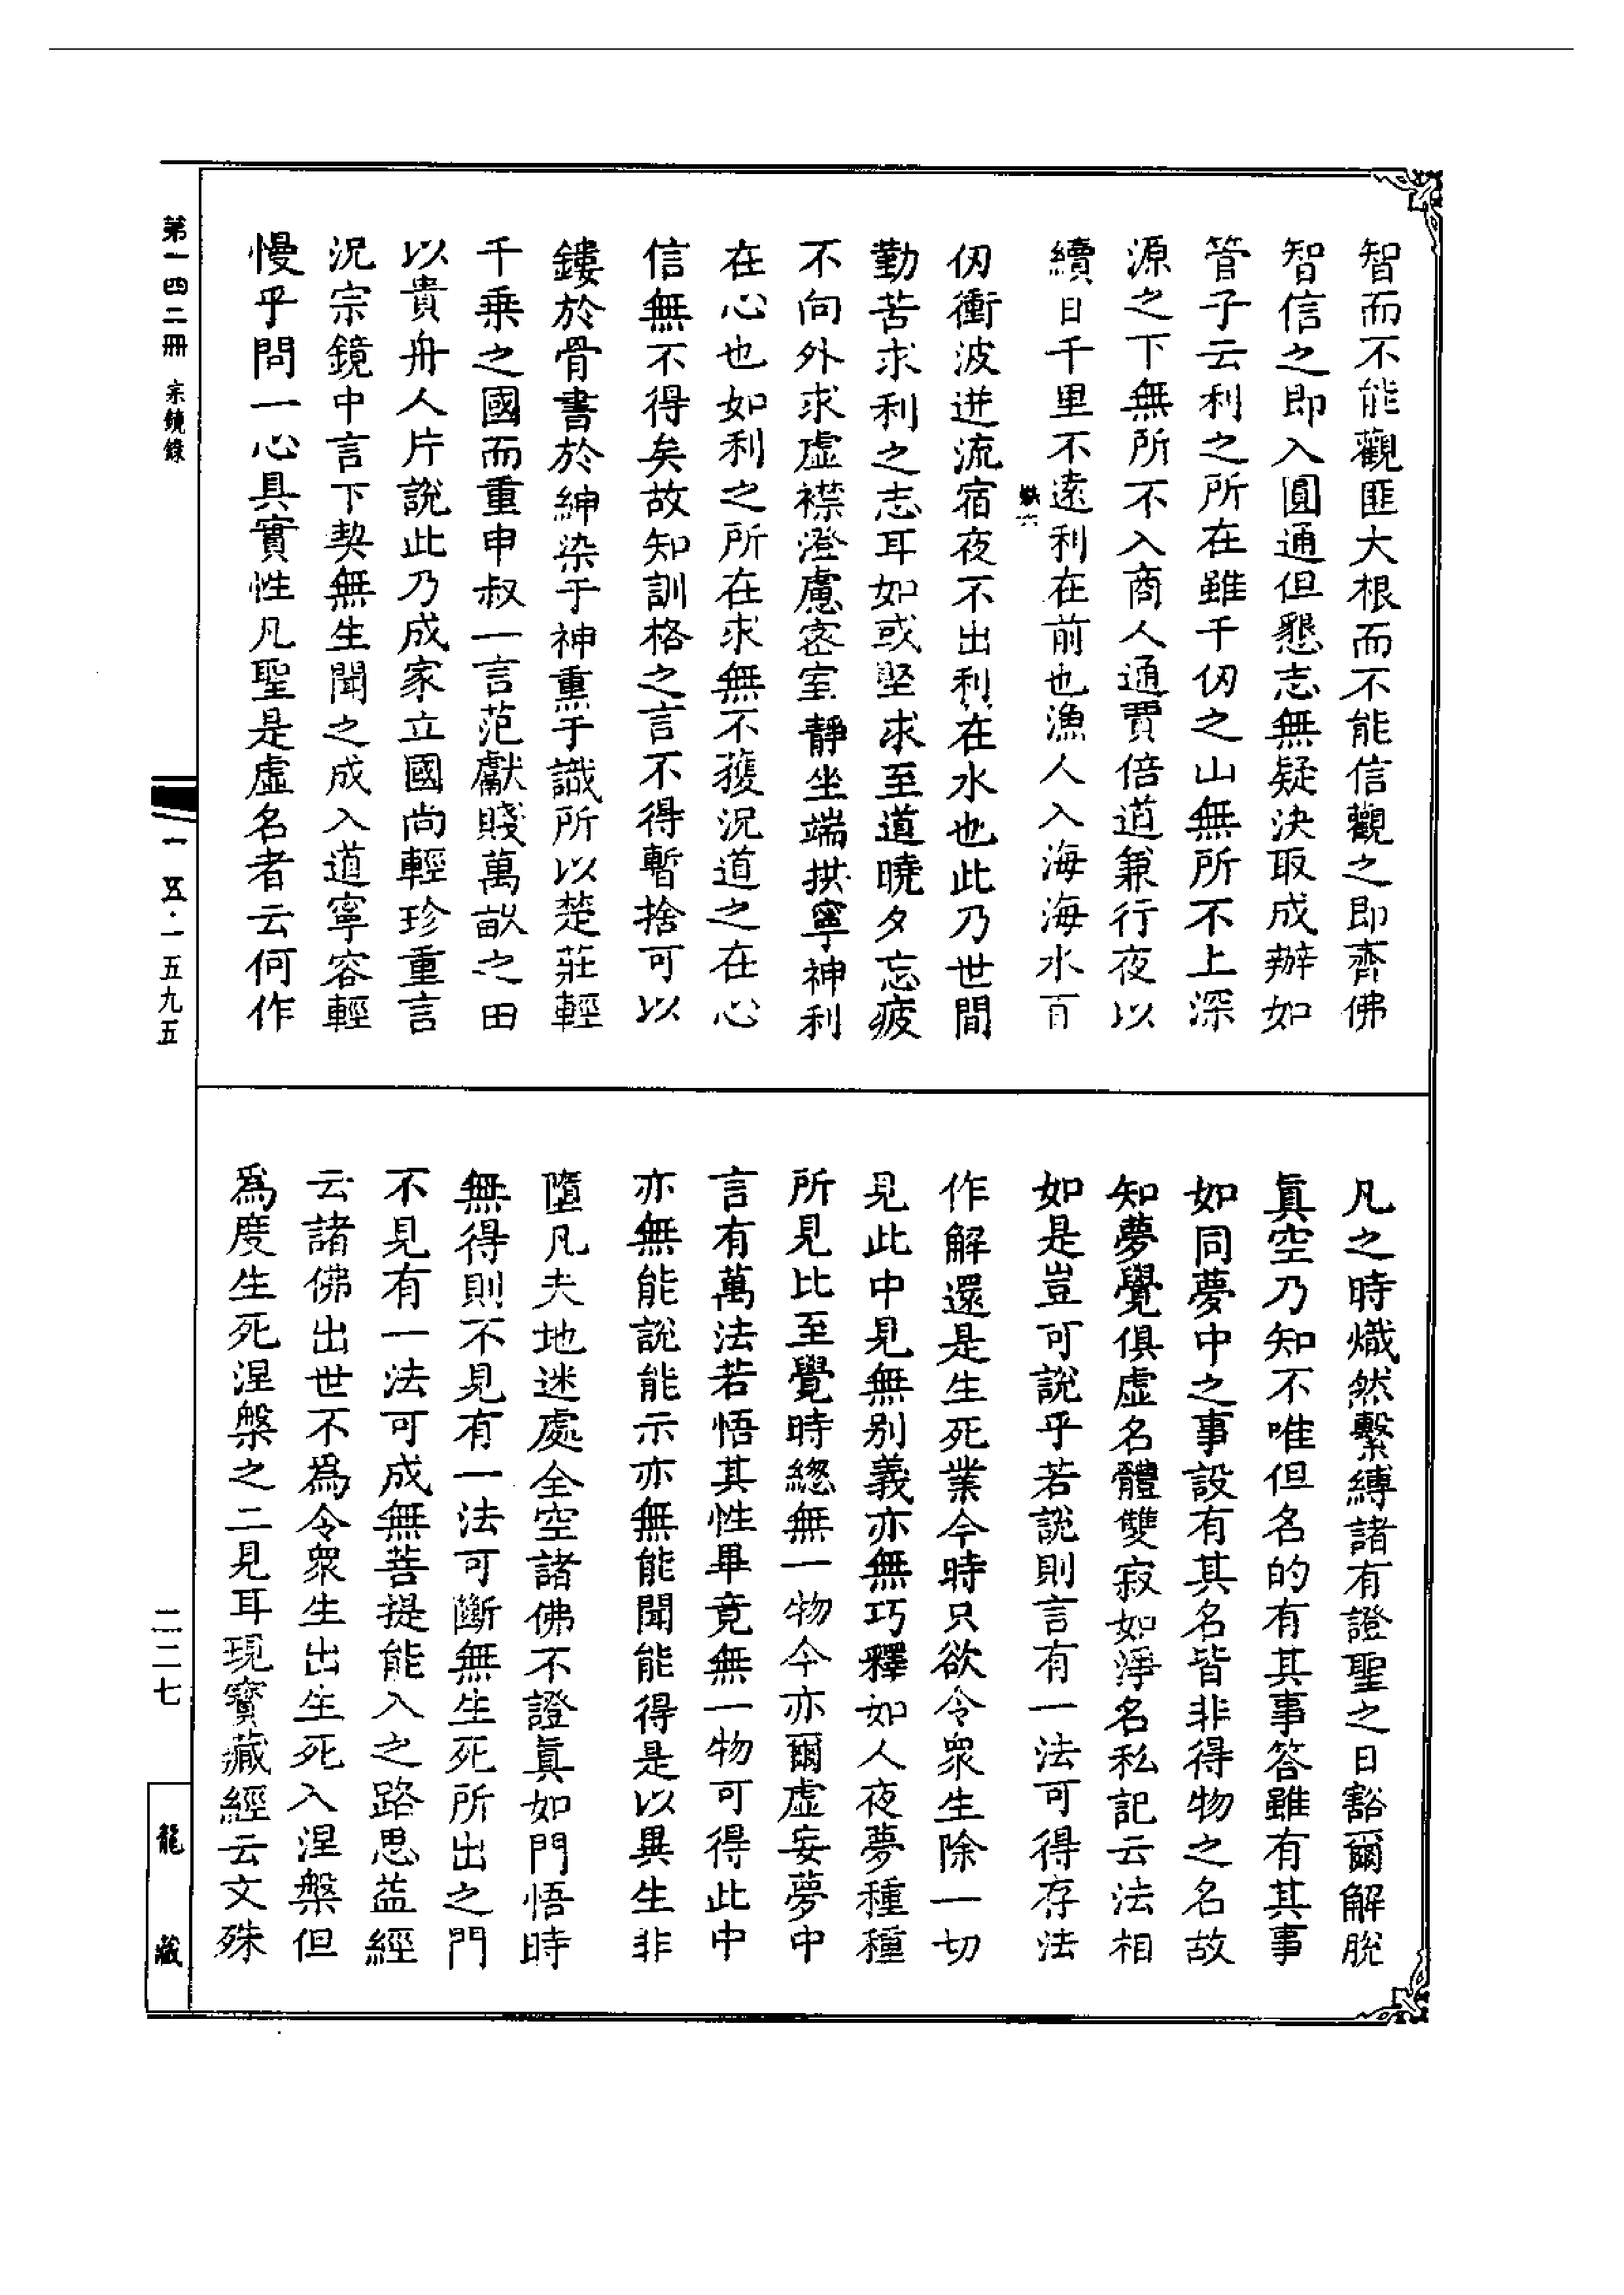 智而不能觀匪大根而不能信觀之即齊佛
智信之即入圓通但懇志無疑決取成辦如
管子云利之所在雖千仞之山無所不上深
源之下無所不入商人通賈倍道兼行夜以
續日千里不遠利在前也漁人入海海水百
仞衝波逆流宿夜不出利在水也此乃世間
勤苦求利之志耳如或堅求至道曉夕忘疲
不向外求虛襟澄慮密室靜坐端拱寧神利
在心也如利之所在求無不獲況道之在心
信無不得矣故知訓格之言不得暫捨可以
鏤於骨書於紳染于神熏于識所以楚莊輕
千乗之國而重申叔一言范獻賤萬畝之田
以貴舟人片說此乃成家立國尚輕珍重言
況宗鏡中言下契無生聞之成入道寧容輕
慢乎問一心具實性凡聖是虛名者云何作
凡之時熾然繫縛諸有證聖之日豁爾解脫
眞空乃知不唯但名的有其事答雖有其事
如同夢中之事設有其名皆非得物之名故
知夢覺俱虛名體雙寂如淨名私記云法相
如是豈可說乎若說則言有一法可得存法
作解還是生死業今時只欲令衆生除一切
見此中見無別義亦無巧釋如人夜夢種種
所見比至覺時總無一物今亦爾虛妄夢中
言有萬法若悟其性畢竟無一物可得此中
亦無能說能示亦無能聞能得是以異生非
墮凡夫地迷處全空諸佛不證眞如門悟時
無得則不見有一法可斷無生死所出之門
不見有一法可成無菩提能入之路思益經
云諸佛出世不爲令衆生出生死入涅槃但
爲度生死涅槃之二見耳現寶藏經云文殊
第一四二冊 宗鏡錄
一一五·一五九五
二二七
龍藏